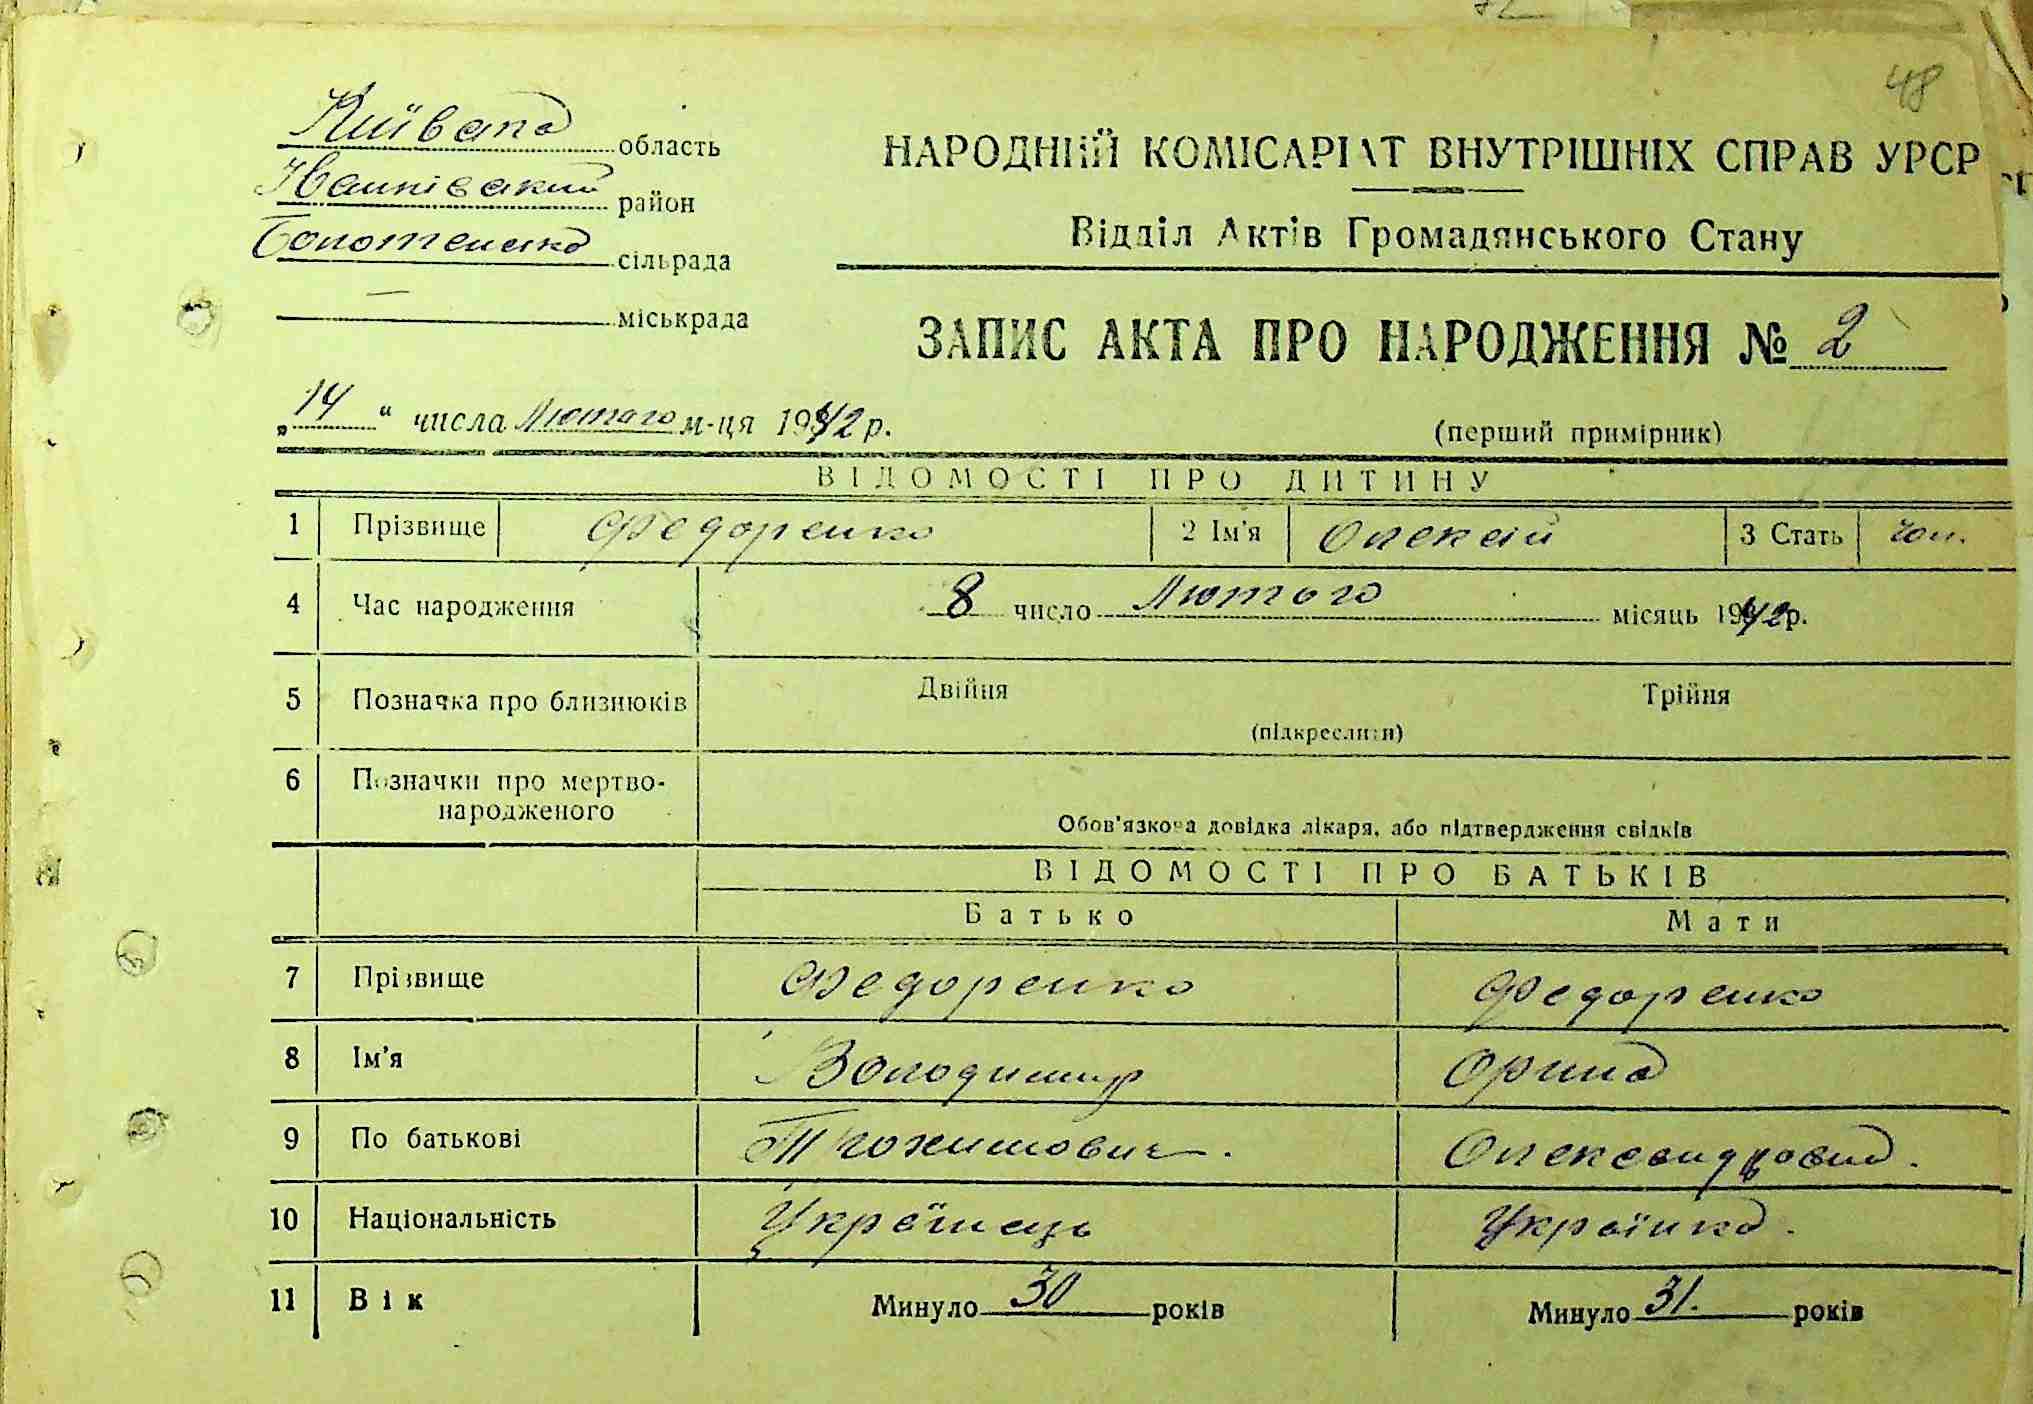 48
Київська область
Іванківський район
Болотенська сільрада
— міськрада
НАРОДНІЙ КОМІСАРІАТ ВНУТРІШНІХ СПРАВ УРСР
Відділ Актів Громадянського Стану
ЗАПИС АКТА ПРО НАРОДЖЕННЯ № 2
„14“ числа Лютого м-ця 1942 р.
(перший примірник)
ВІДОМОСТІ ПРО ДИТИНУ
1 Прізвище Федоренко 2 Ім'я Олексій 3 Стать чол.
4 Час народження 8 число Лютого місяць 1942 р.
5 Позначка про близнюків Двійня Трійня
(підкреслити)
6 Позначки про мертво-
народженого
Обов'язкова довідка лікаря, або підтвердження свідків
ВІДОМОСТІ ПРО БАТЬКІВ
Батько Мати
7 Прізвище Федоренко Федоренко
8 Ім'я Володимир Орина
9 По батькові Трохимович. Олександровна.
10 Національність Українець Українка.
11 Вік Минуло 30 років Минуло 31. років